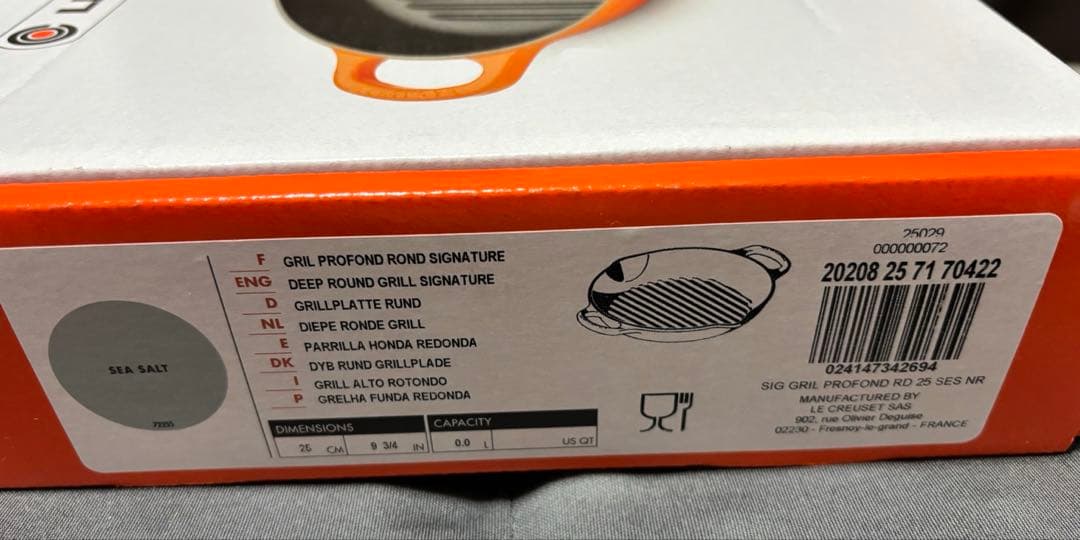 SEA SALT
F GRIL PROFOND ROND SIGNATURE
ENG DEEP ROUND GRILL SIGNATURE
D GRILLPLATTE RUND
NL DIEPE RONDE GRILL
E PARRILLA HONDA REDONDA
DK DYB RUND GRILLPLADE
I GRILL ALTO ROTONDO
P GRELHA FUNDA REDONDA
DIMENSIONS CAPACITY
25 CM 9 3/4 IN 0.0 L US QT
25029
000000072
20208 25 71 70422
024147342694
SIG GRIL PROFOND RD 25 SES NR
MANUFACTURED BY
LE CREUSET SAS
902, rue Olivier Deguise
02230 - Fresnoy-le-grand - FRANCE